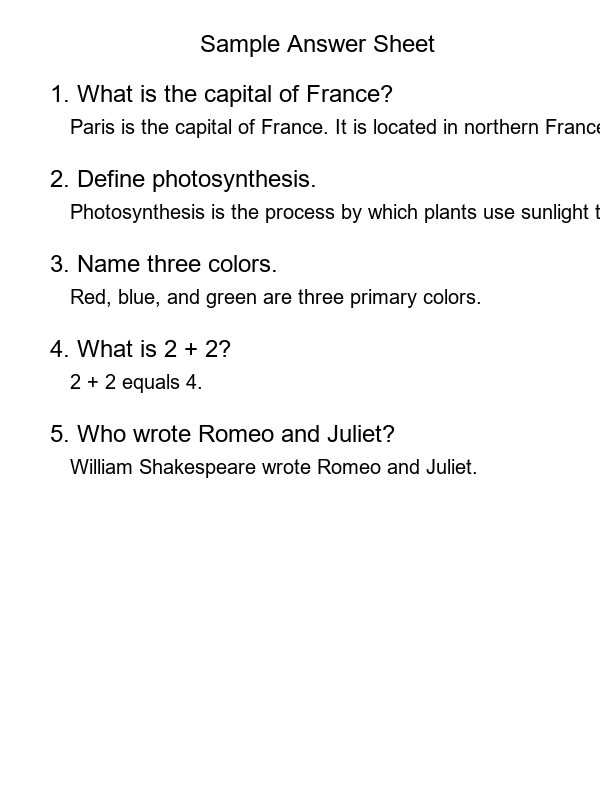 Sample Answer Sheet
1. What is the capital of France?
Paris is the capital of France. It is located in northern France
2. Define photosynthesis.
Photosynthesis is the process by which plants use sunlight
3. Name three colors.
Red, blue, and green are three primary colors.
4. What is 2 + 2?
2 + 2 equals 4.
5. Who wrote Romeo and Juliet?
William Shakespeare wrote Romeo and Juliet.